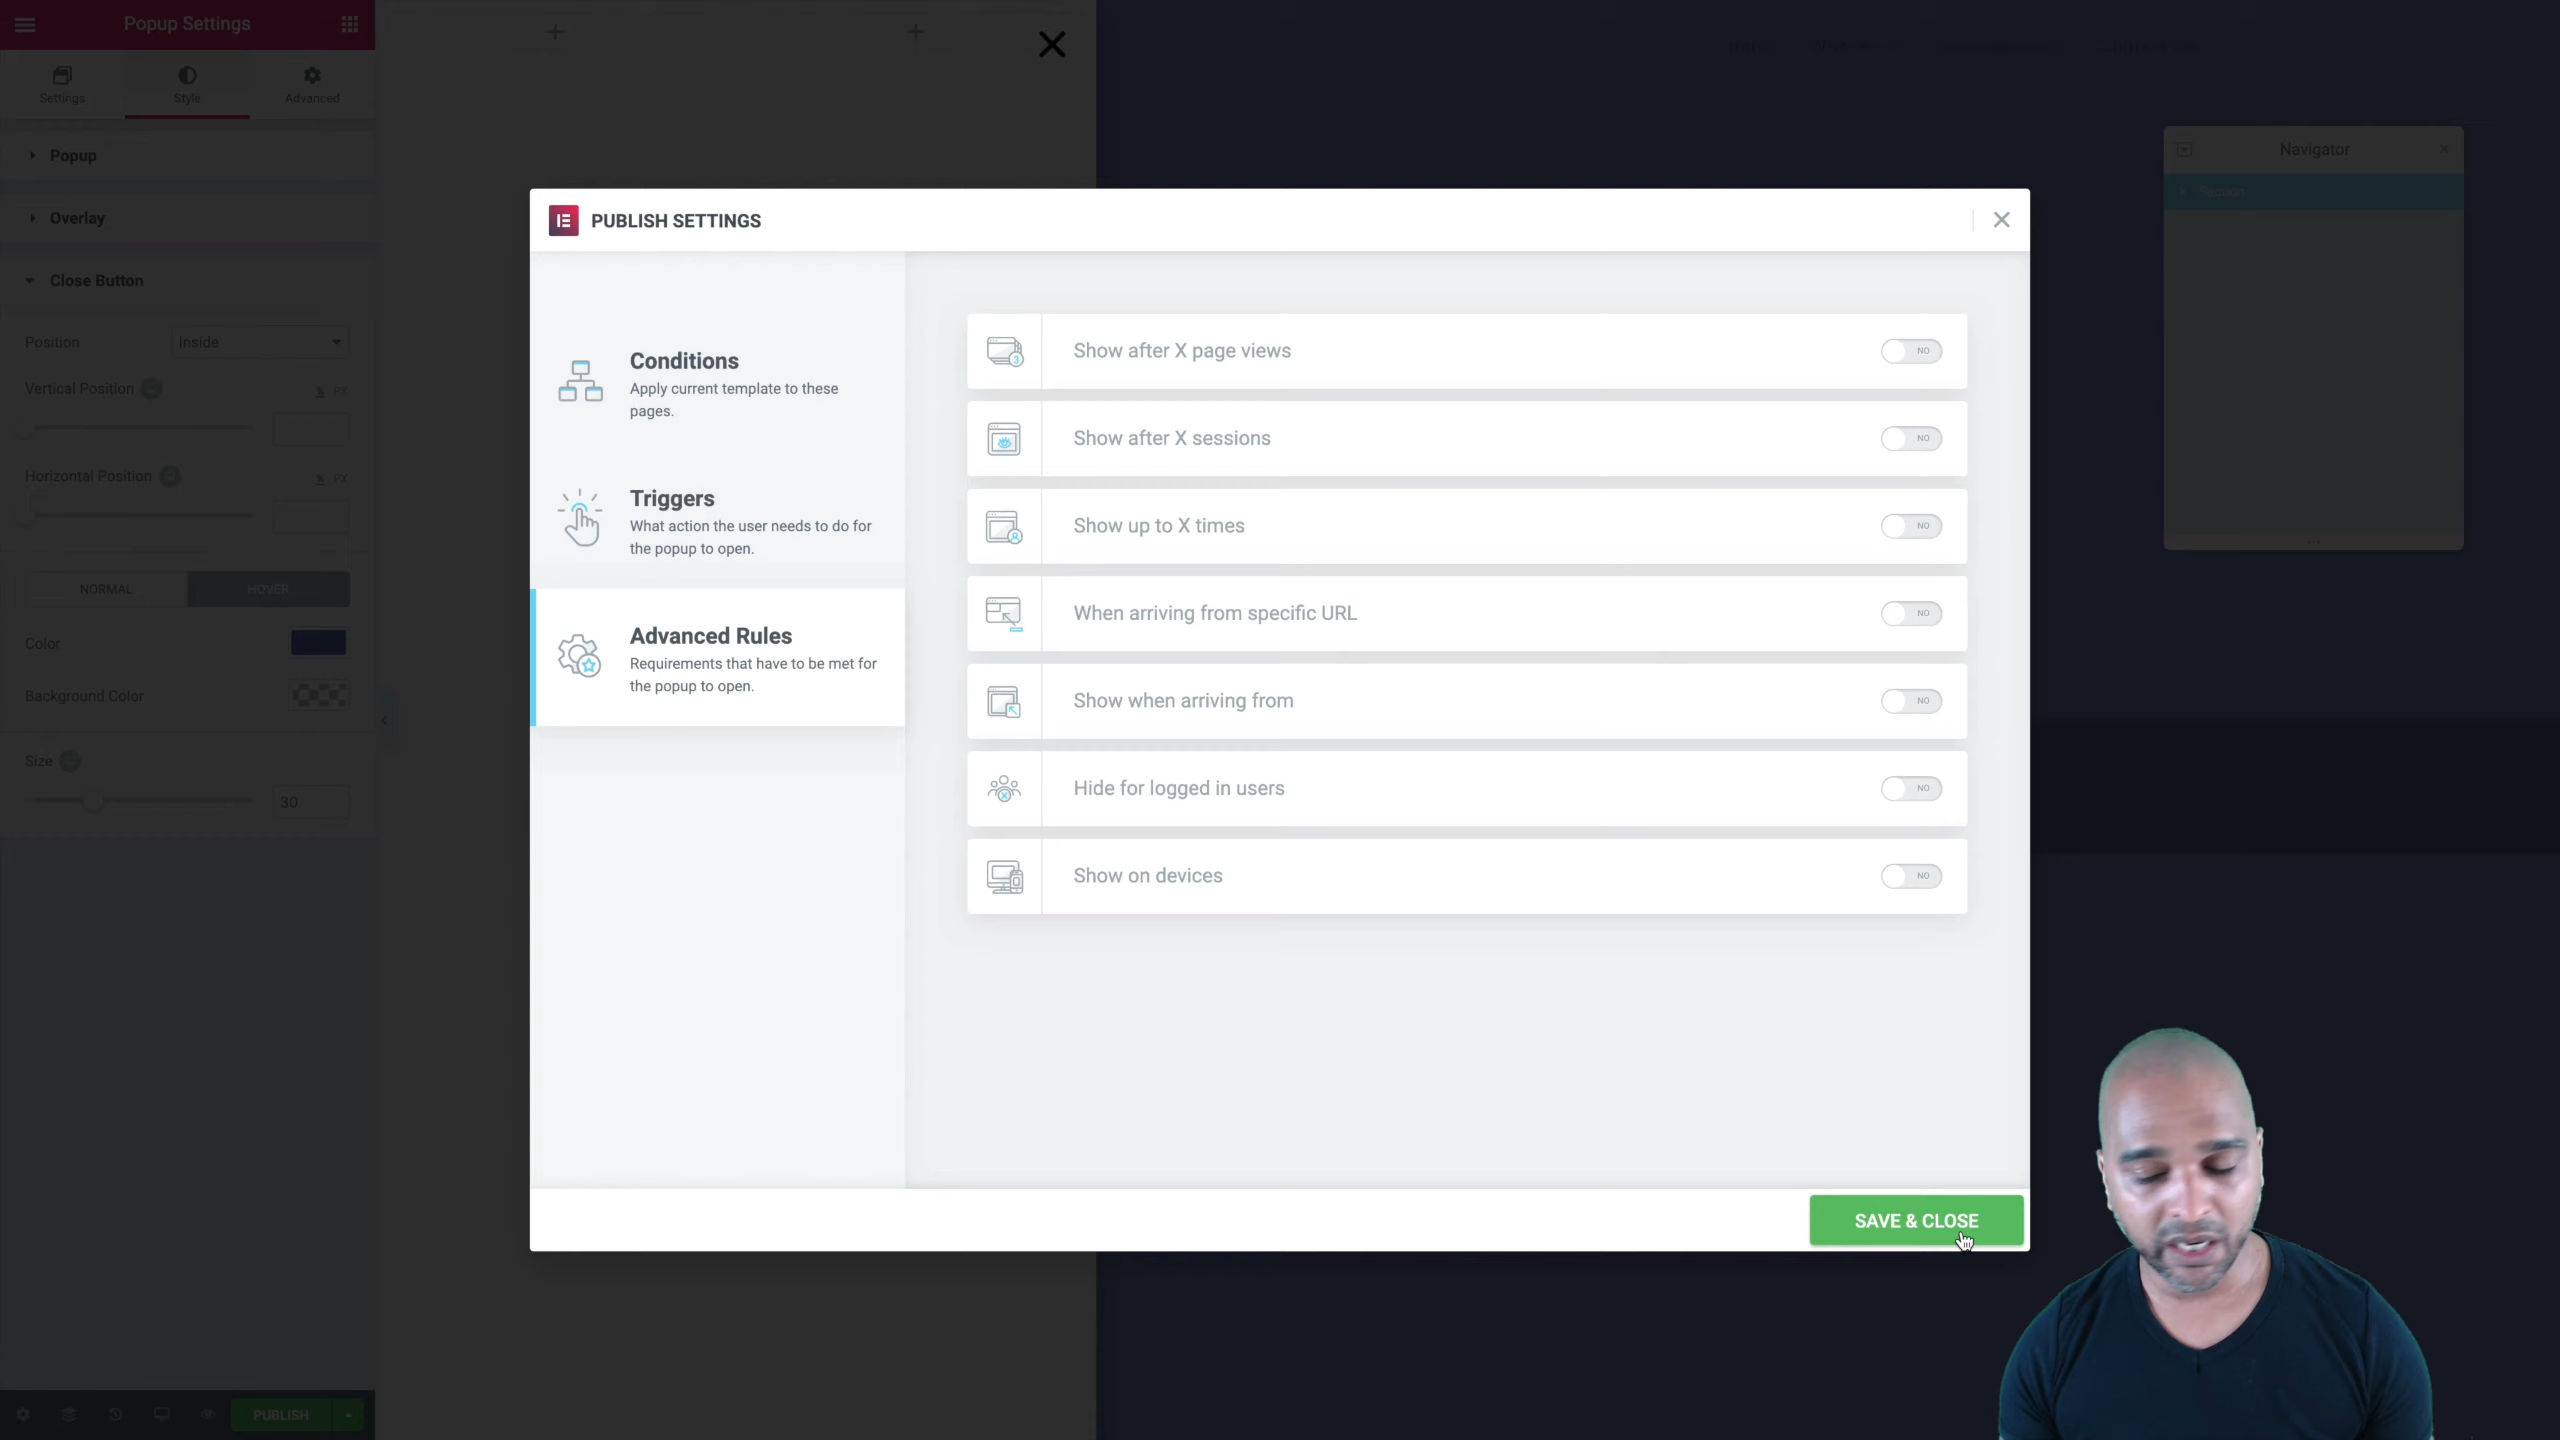 Popup Settings
Settings
Style
Advanced
Popup
Overlay
Close Button
Position
Inside
Vertical Position
% PX
Horizontal Position
% PX
NORMAL
HOVER
Color
Background Color
Size
30
PUBLISH
PUBLISH SETTINGS
Conditions
Apply current template to these
pages.
Triggers
What action the user needs to do for
the popup to open.
Advanced Rules
Requirements that have to be met for
the popup to open.
3
Show after X page views
NO
Show after X sessions
NO
Show up to X times
NO
When arriving from specific URL
NO
Show when arriving from
NO
Hide for logged in users
NO
Show on devices
NO
SAVE & CLOSE
Navigator
Section